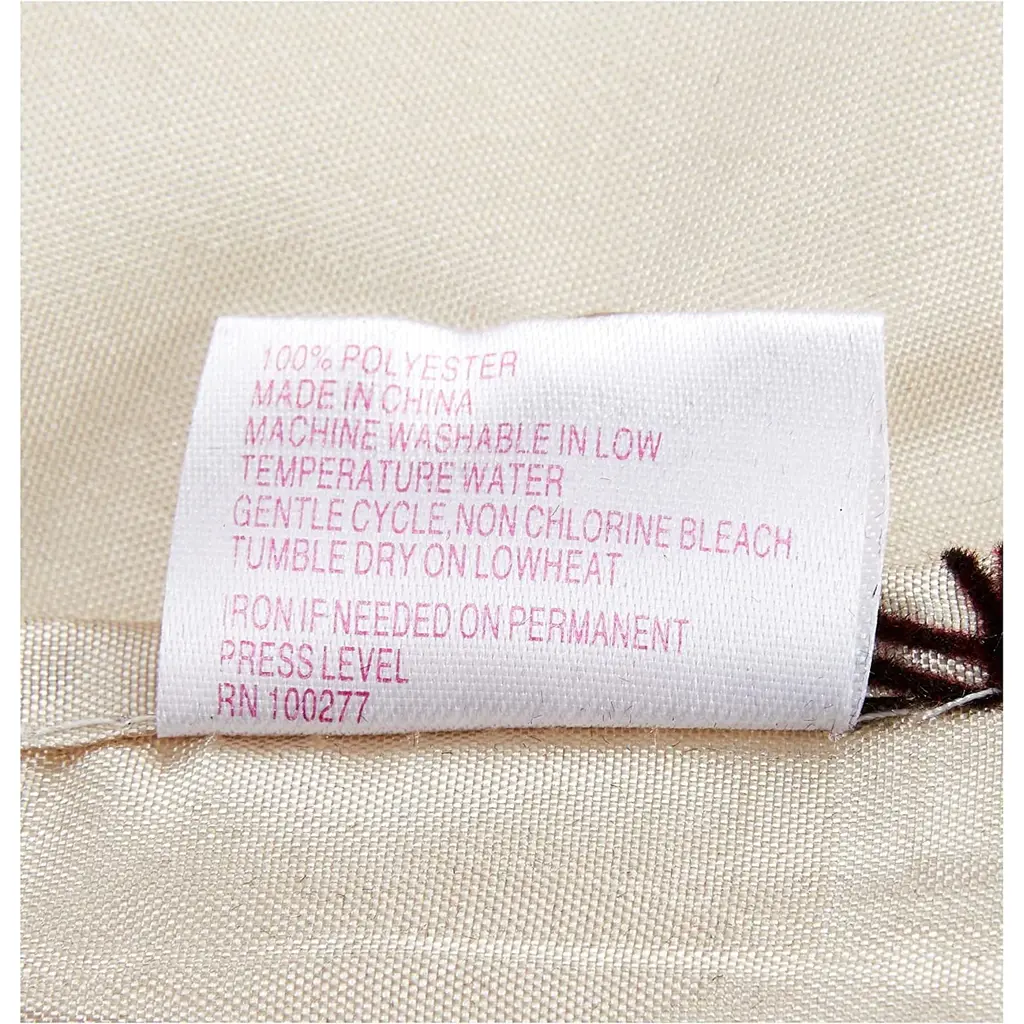 100% POLYESTER
MADE IN CHINA
MACHINE WASHABLE IN LOW
TEMPERATURE WATER
GENTLE CYCLE, NON CHLORINE BLEACH.
TUMBLE DRY ON LOWHEAT
IRON IF NEEDED ON PERMANENT
PRESS LEVEL
RN 100277